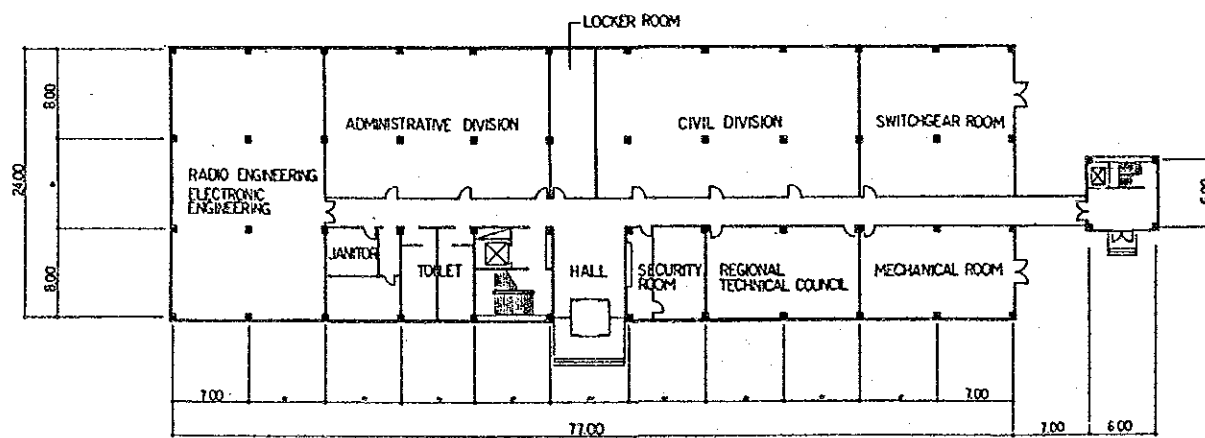 LOCKER ROOM
ADMINISTRATIVE DIVISION
CIVIL DIVISION
SWITCHGEAR ROOM
RADIO ENGINEERING
ELECTRONIC
ENGINEERING
JANITOR
TOILET
HALL
SECURITY
ROOM
REGIONAL
TECHNICAL COUNCIL
MECHANICAL ROOM
8.00
24.00
8.00
6.00
7.00
7.00
77.00
7.00
6.00